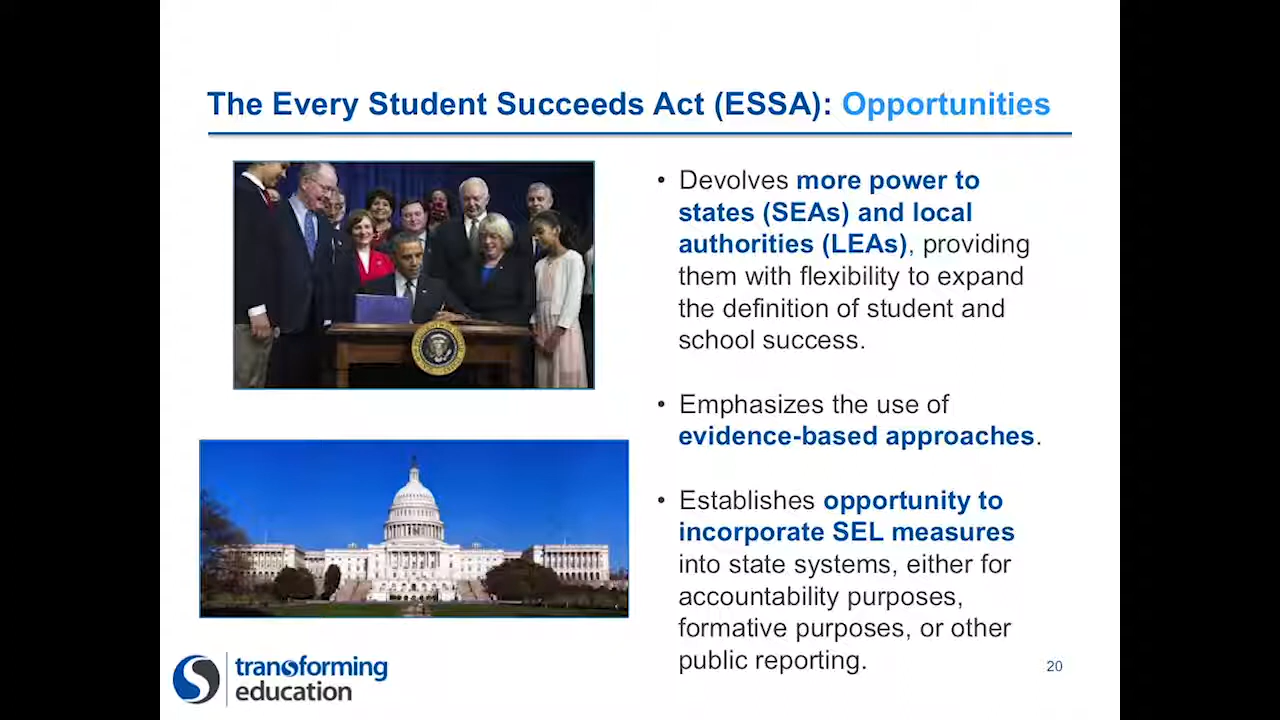 The Every Student Succeeds Act (ESSA): Opportunities
• Devolves more power to
states (SEAs) and local
authorities (LEAs), providing
them with flexibility to expand
the definition of student and
school success.
• Emphasizes the use of
evidence-based approaches.
• Establishes opportunity to
incorporate SEL measures
into state systems, either for
accountability purposes,
formative purposes, or other
public reporting.
transforming
education
20